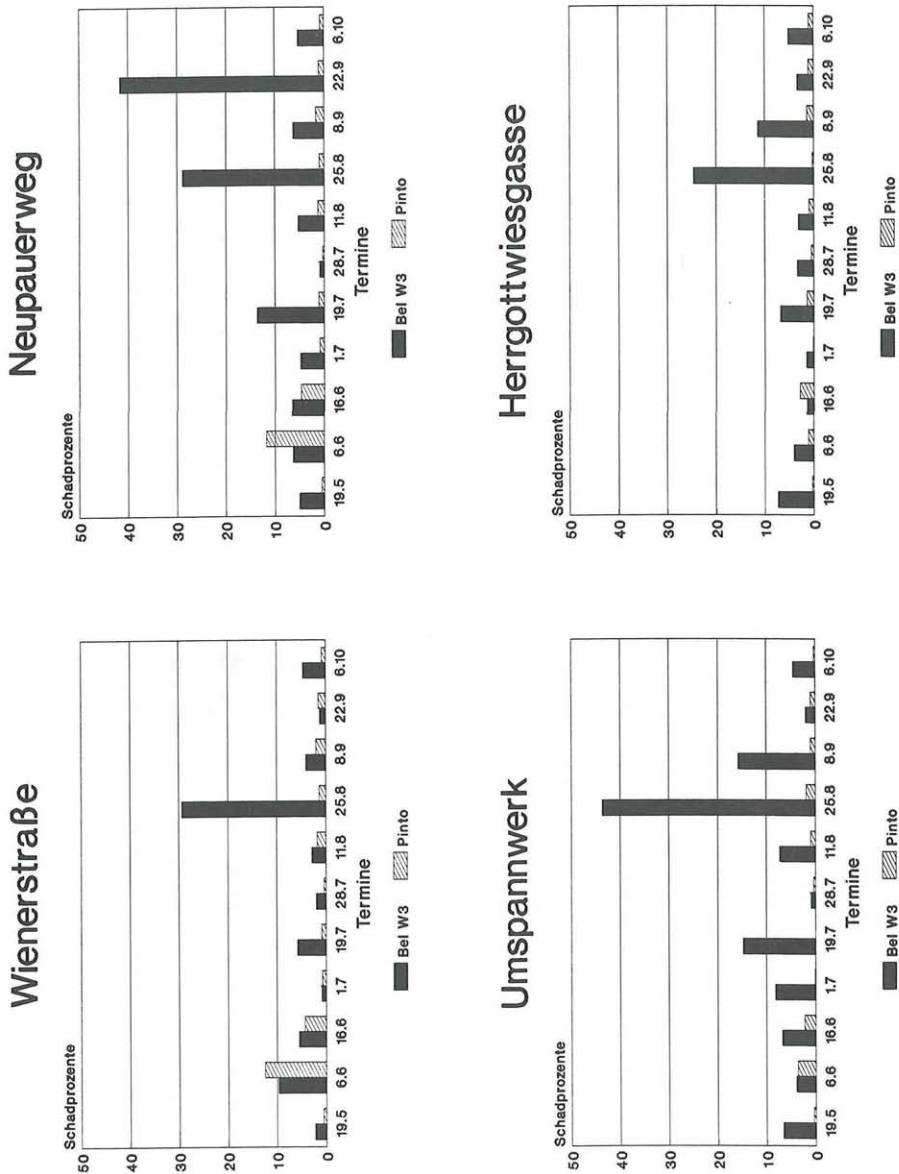 Wienerstraße
Schadprozente
50
40
30
20
10
0
19.5 6.6 16.6 1.7 19.7 28.7 11.8 25.8 8.9 22.9 6.10
Termine
Bel W3 Pinto
Neupauerweg
Schadprozente
50
40
30
20
10
0
19.5 6.6 16.6 1.7 19.7 28.7 11.8 25.8 8.9 22.9 6.10
Termine
Bel W3 Pinto
Umspannwerk
Schadprozente
50
40
30
20
10
0
19.5 6.6 16.6 1.7 19.7 28.7 11.8 25.8 8.9 22.9 6.10
Termine
Bel W3 Pinto
Herrgottwiesgasse
Schadprozente
50
40
30
20
10
0
19.5 6.6 16.6 1.7 19.7 28.7 11.8 25.8 8.9 22.9 6.10
Termine
Bel W3 Pinto